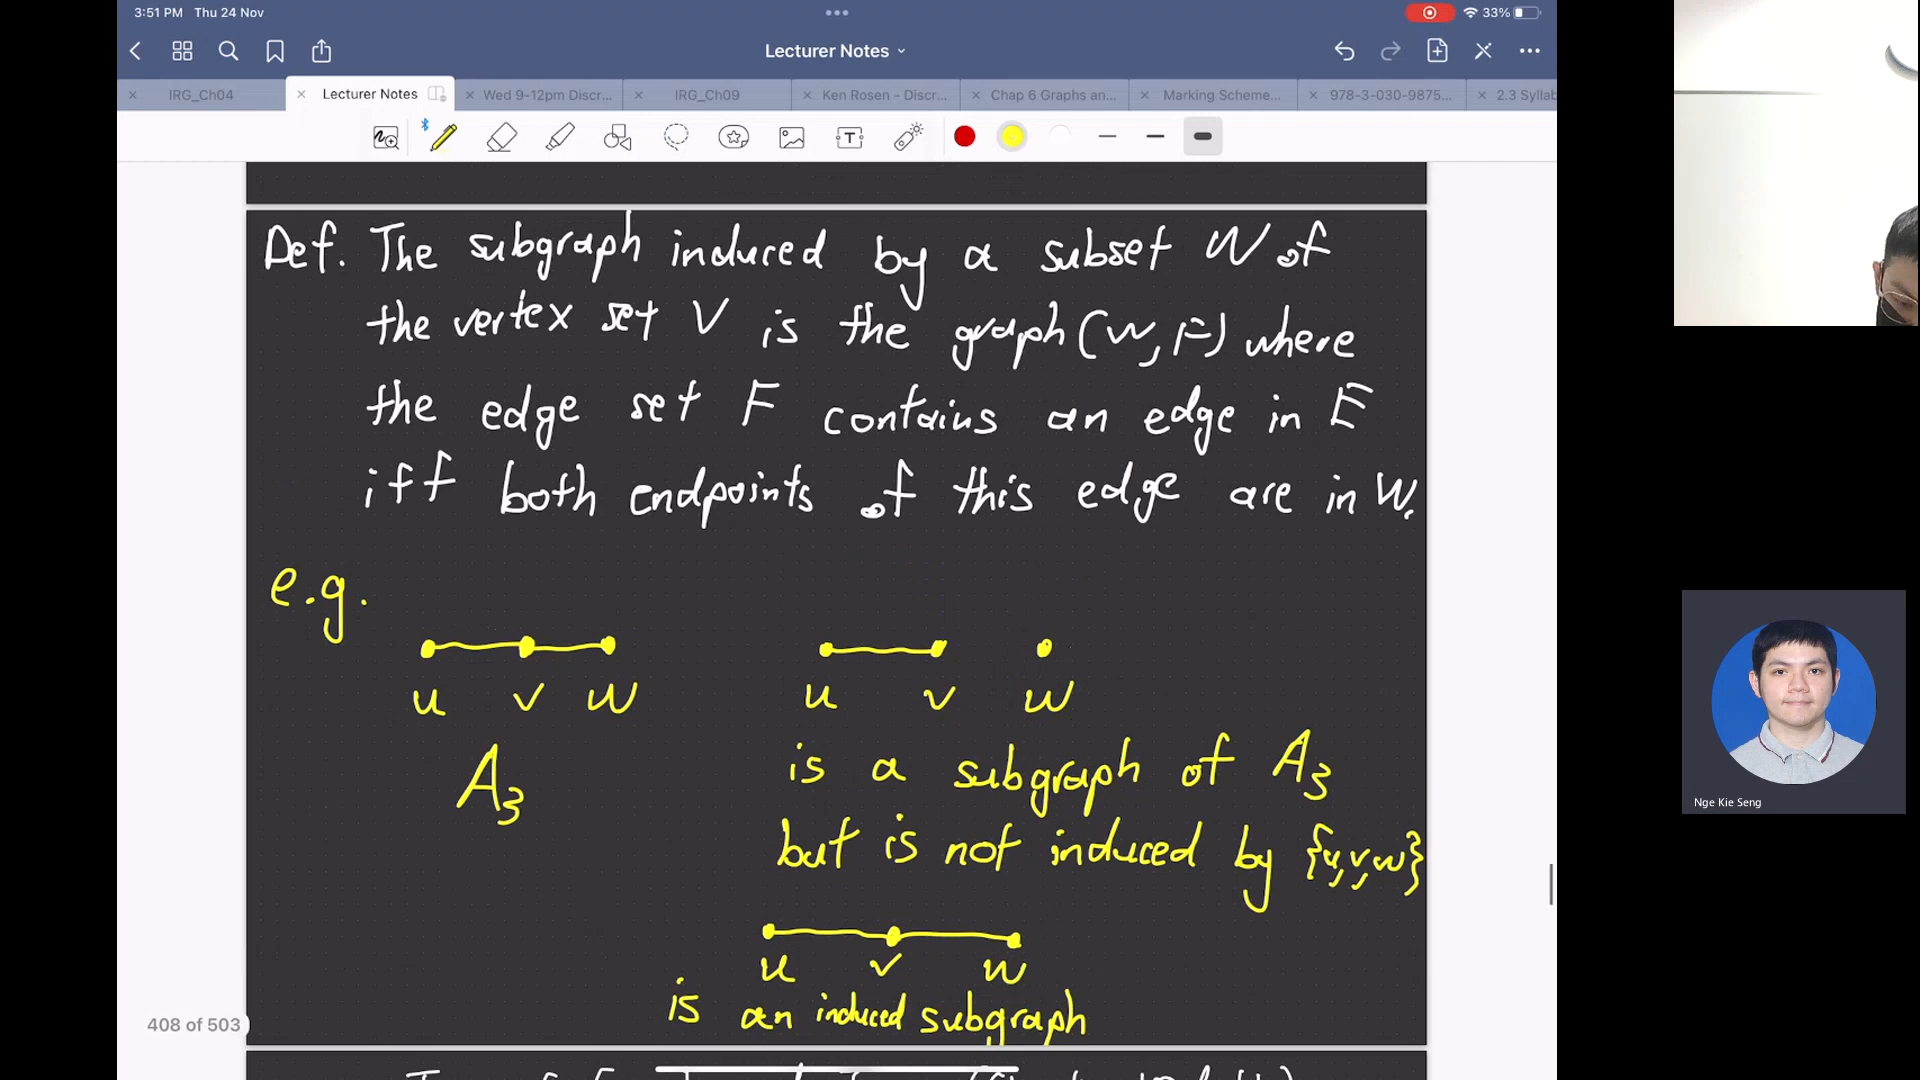 3:51 PM Thu 24 Nov
33%
Lecturer Notes
IRG_Ch04
Lecturer Notes
Wed 9-12pm Discr...
IRG_Ch09
Ken Rosen - Discr...
Chap 6 Graphs an...
Marking Scheme...
978-3-030-9875...
2.3 Syllab
Def. The subgraph induced by a subset W of
the vertex set V is the graph (W, F) where
the edge set F contains an edge in E
iff both endpoints of this edge are in W.
e.g.
u v w
u v w
A3
is a subgraph of A3
but is not induced by {u,v,w}
u v w
is an induced subgraph
408 of 503
Nge Kie Seng